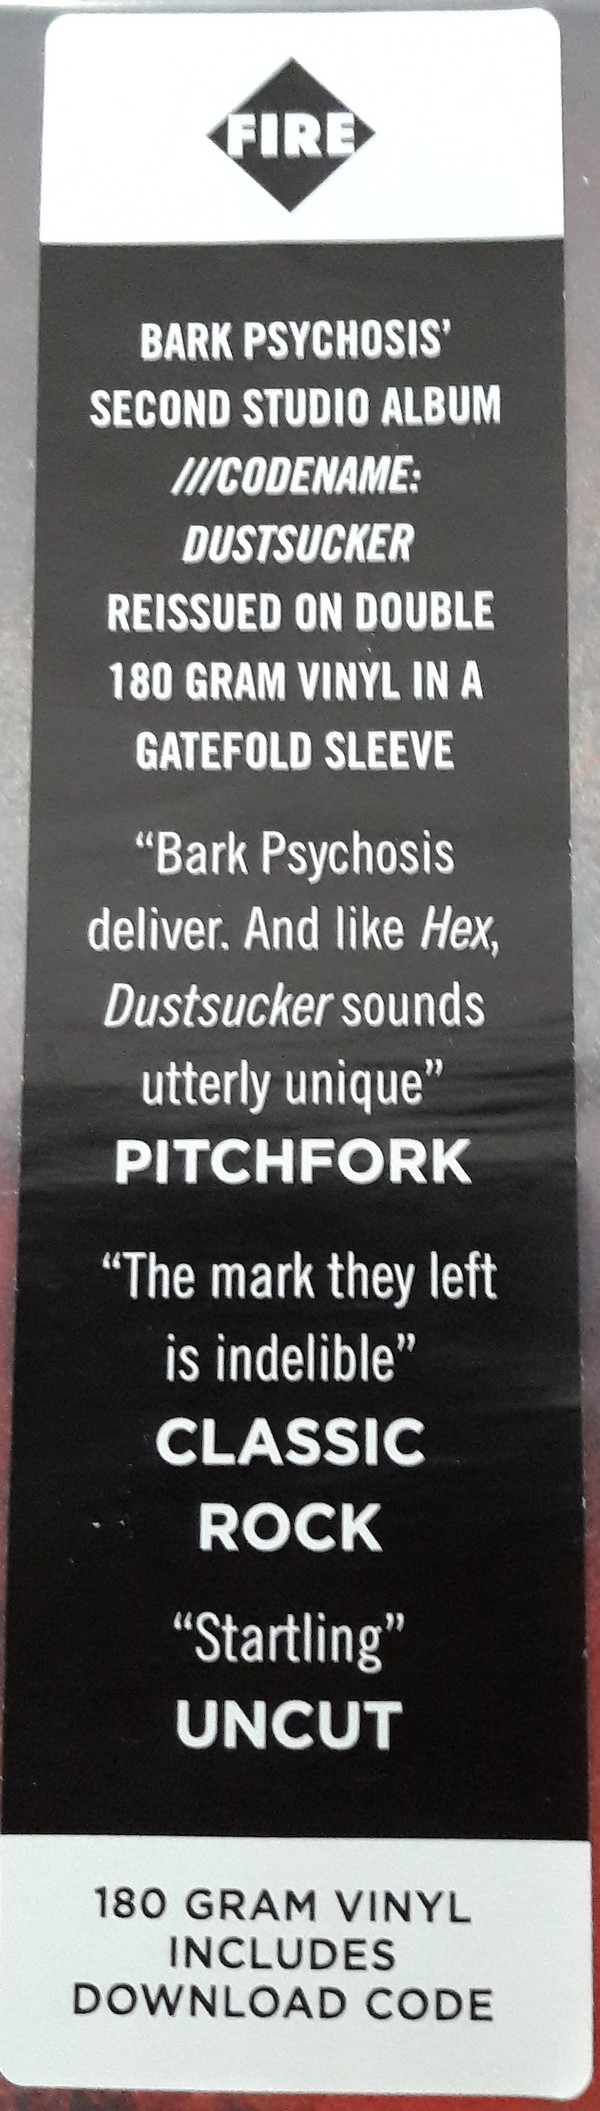 FIRE
BARK PSYCHOSIS’
SECOND STUDIO ALBUM
///CODENAME:
DUSTSUCKER
REISSUED ON DOUBLE
180 GRAM VINYL IN A
GATEFOLD SLEEVE
“Bark Psychosis
deliver. And like Hex,
Dustsucker sounds
utterly unique”
PITCHFORK
“The mark they left
is indelible”
CLASSIC
ROCK
“Startling”
UNCUT
180 GRAM VINYL
INCLUDES
DOWNLOAD CODE